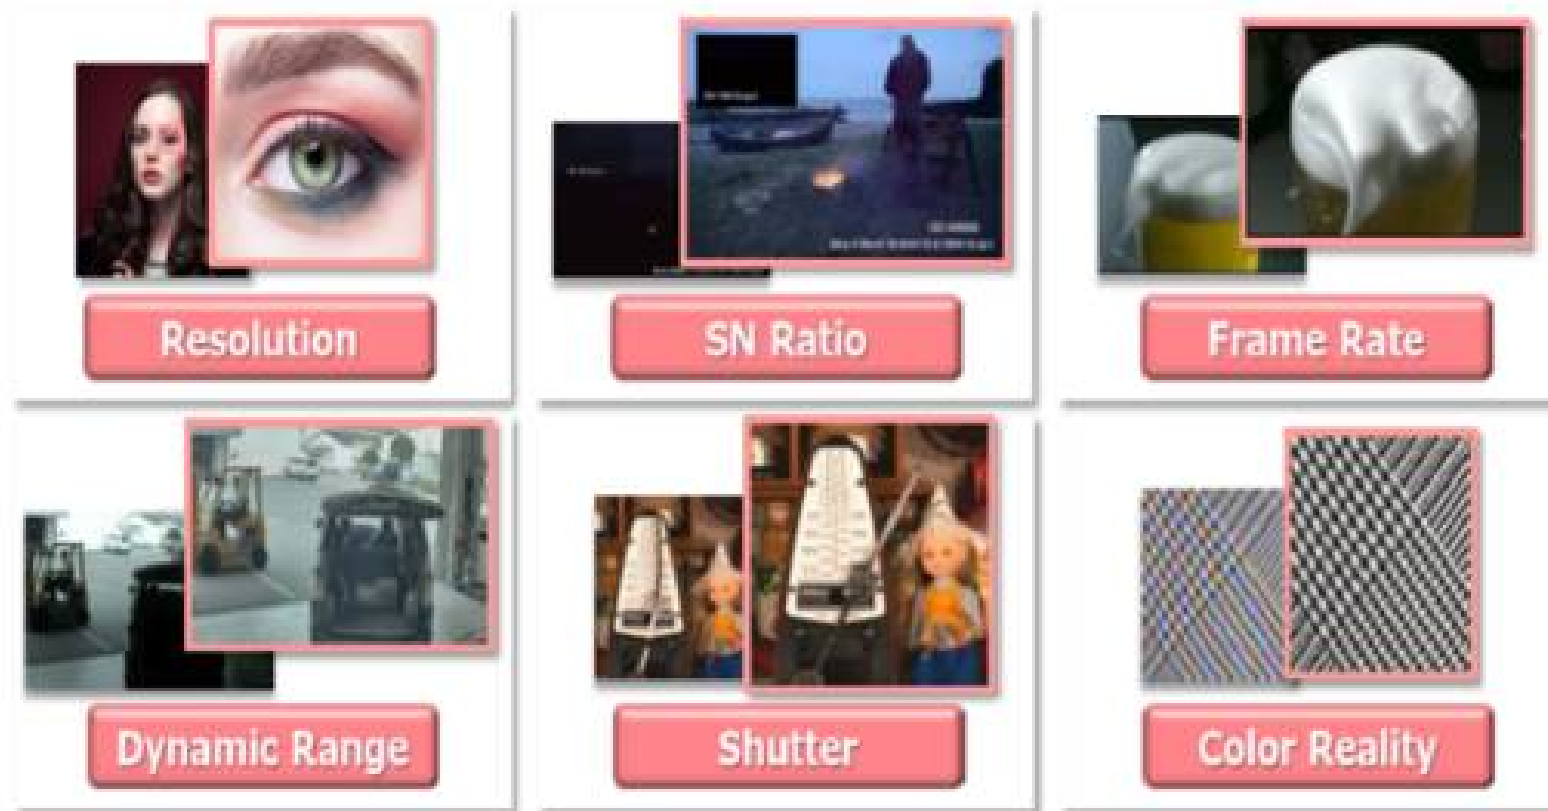 Resolution
SN Ratio
Frame Rate
Dynamic Range
Shutter
Color Reality